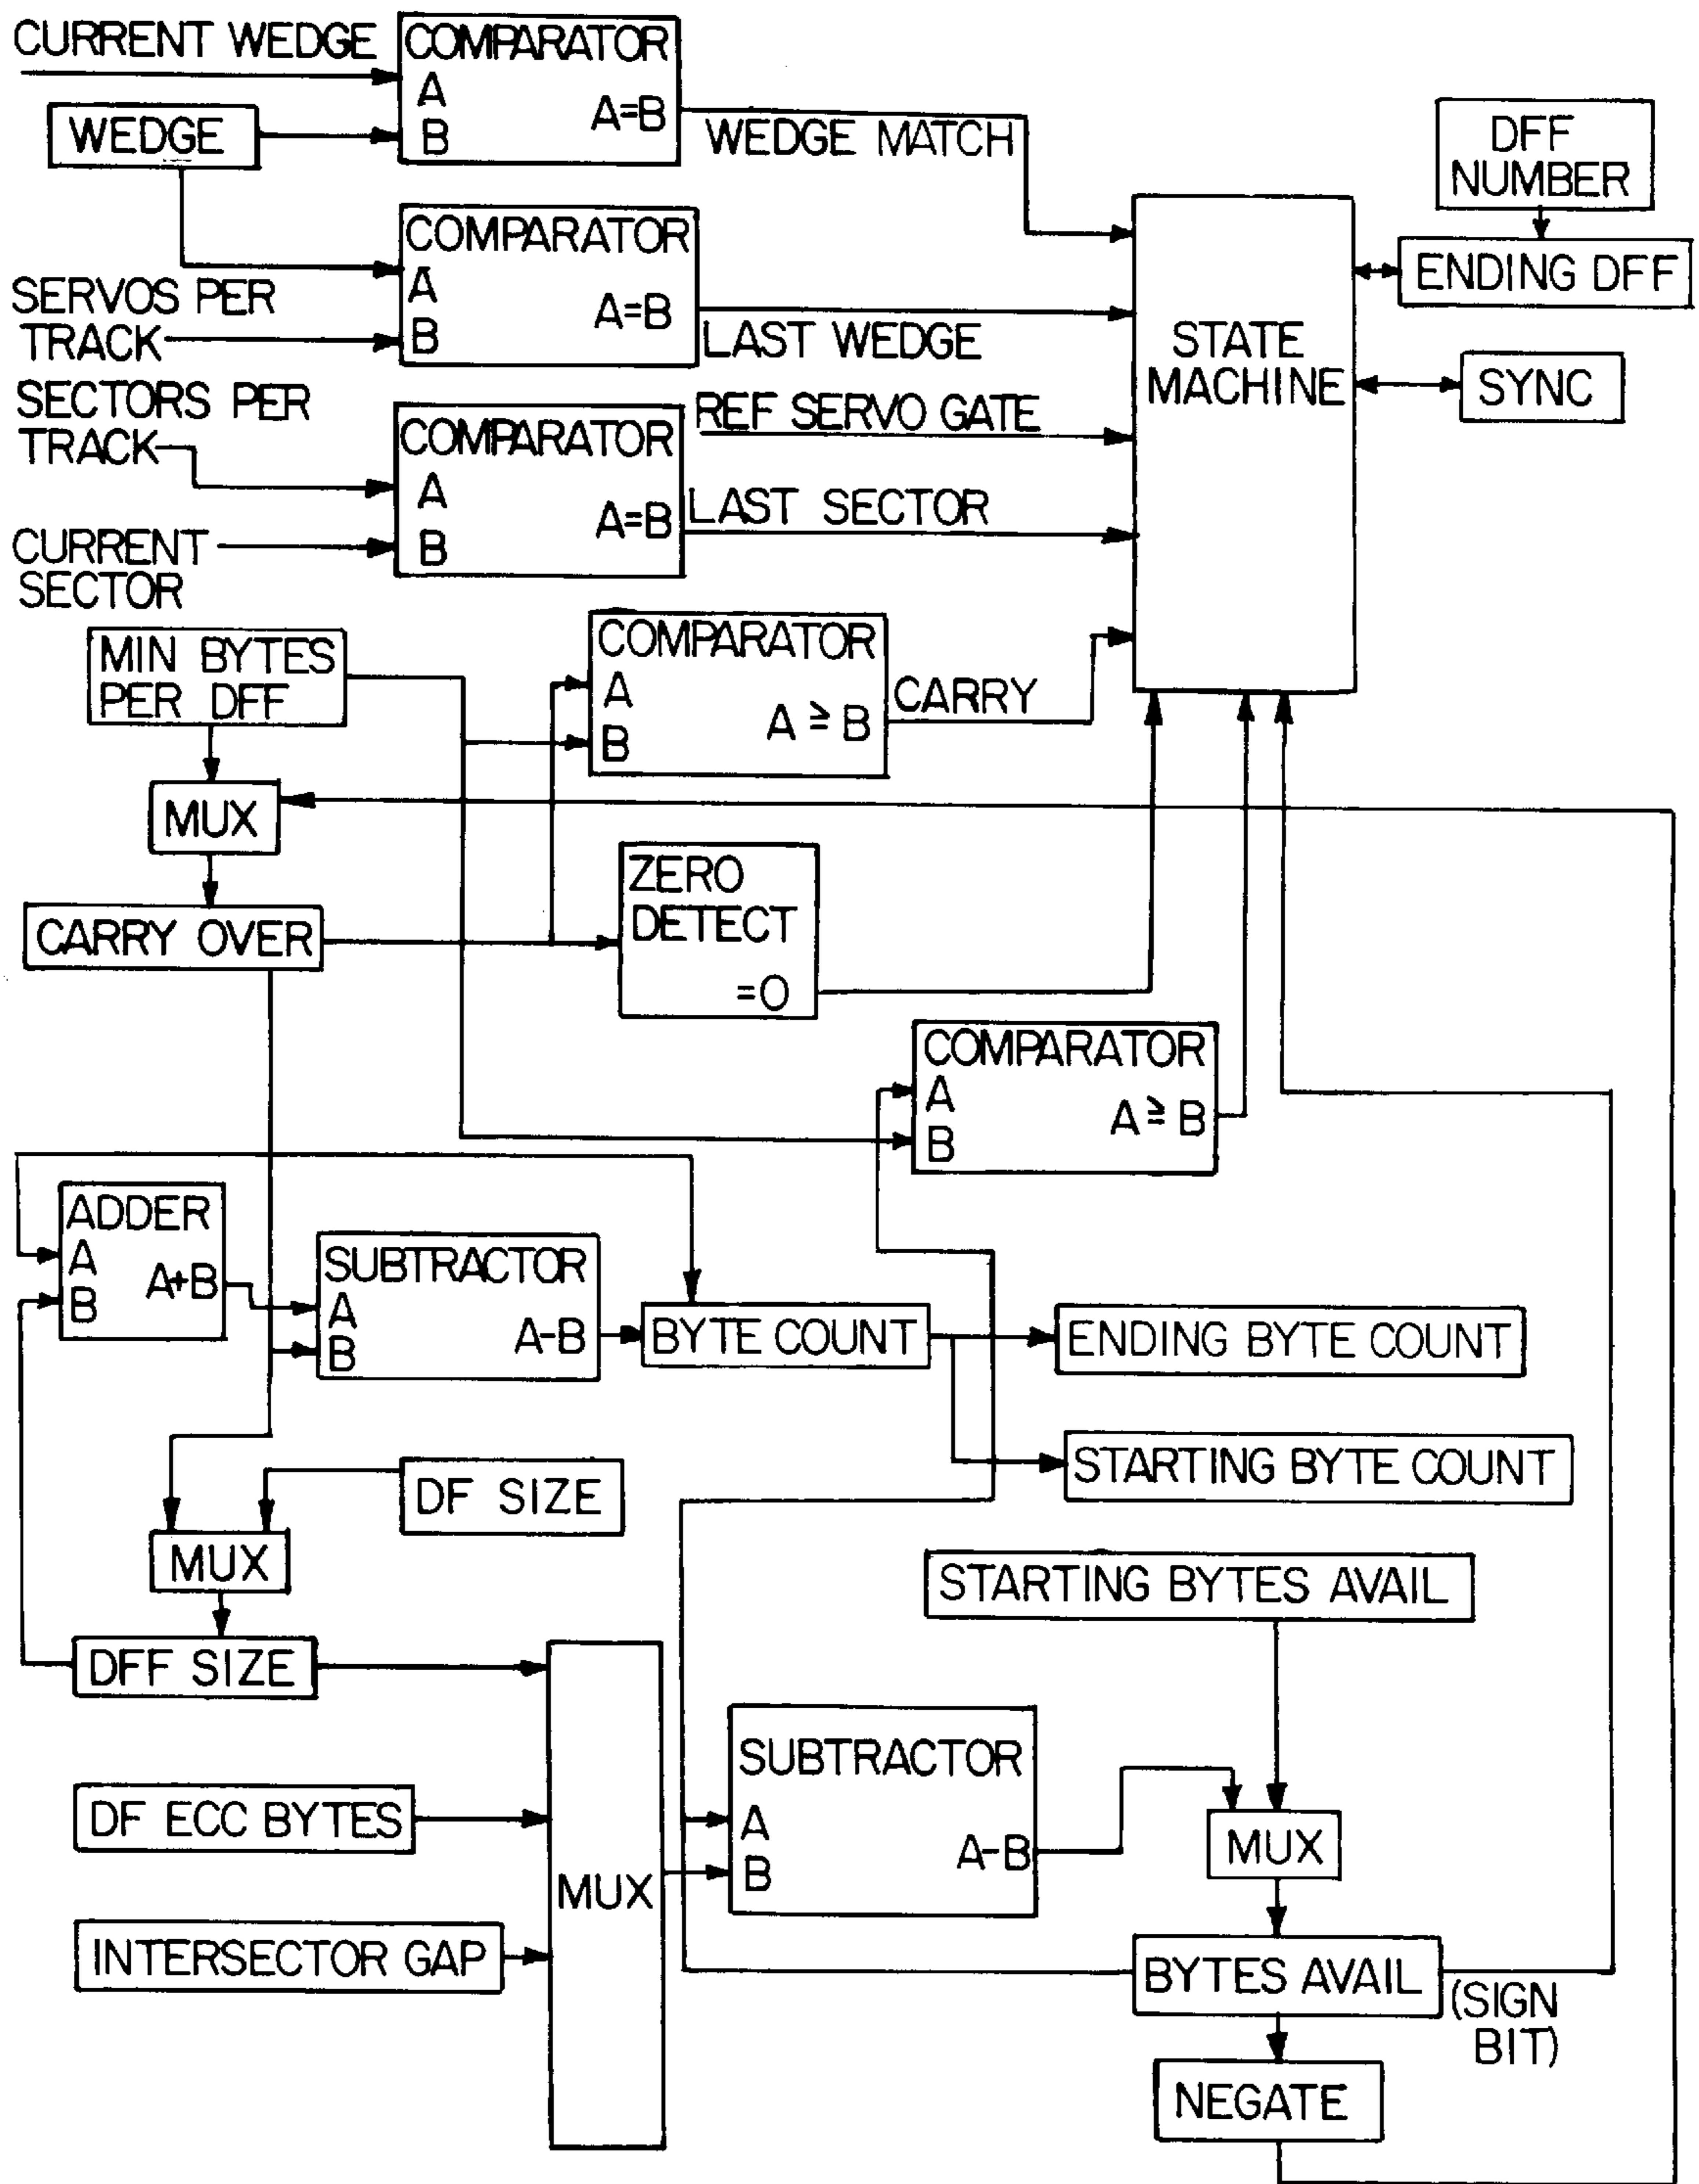 CURRENT WEDGE
COMPARATOR
A
A=B
B
WEDGE
WEDGE MATCH
DFF
NUMBER
COMPARATOR
A
A=B
B
SERVOS PER
TRACK
LAST WEDGE
STATE
MACHINE
ENDING DFF
SYNC
SECTORS PER
TRACK
COMPARATOR
A
A=B
B
REF SERVO GATE
LAST SECTOR
CURRENT
SECTOR
MIN BYTES
PER DFF
COMPARATOR
A
A ≥ B
B
CARRY
MUX
CARRY OVER
ZERO
DETECT
=0
COMPARATOR
A
A ≥ B
B
ADDER
A
A+B
B
SUBTRACTOR
A
A-B
B
BYTE COUNT
ENDING BYTE COUNT
STARTING BYTE COUNT
DF SIZE
MUX
STARTING BYTES AVAIL
DFF SIZE
SUBTRACTOR
A
A-B
B
DF ECC BYTES
MUX
MUX
INTERSECTOR GAP
BYTES AVAIL
(SIGN
BIT)
NEGATE